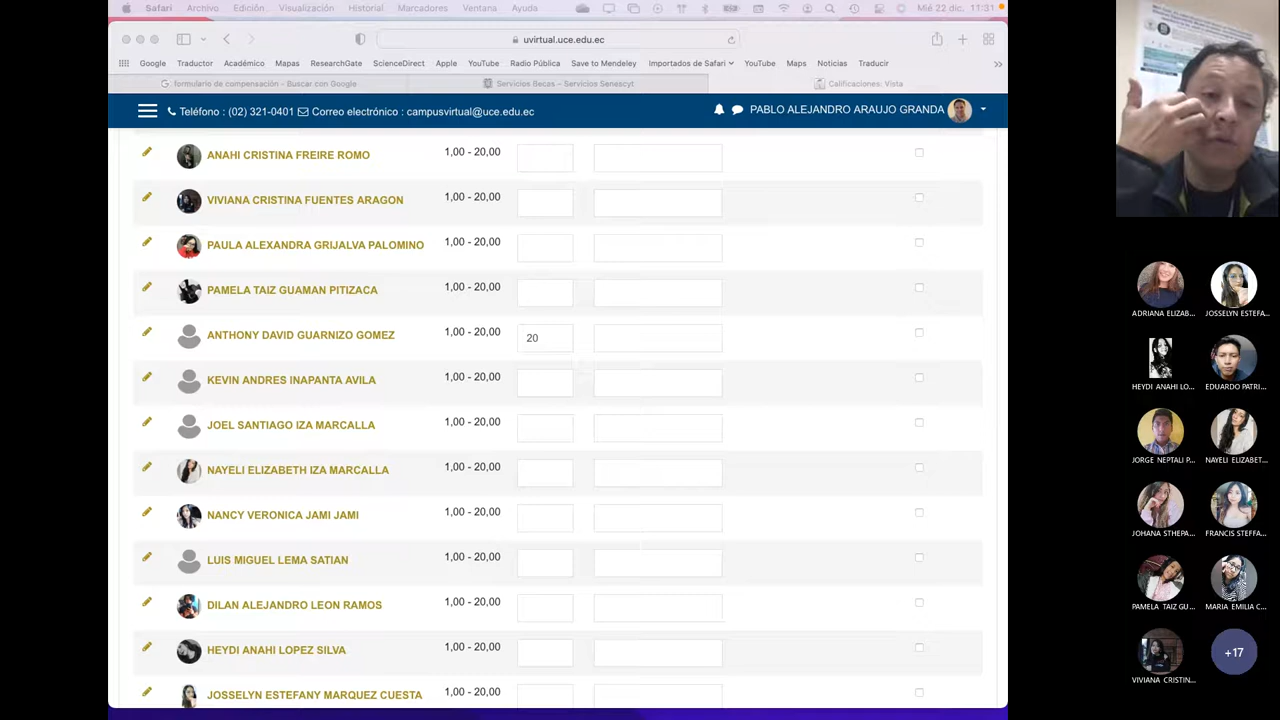 Safari Archivo Edición Visualización Historial Marcadores Ventana Ayuda Mié 22 dic. 11:31
uvirtual.uce.edu.ec
Google Traductor Académico Mapas ResearchGate ScienceDirect Apple YouTube Radio Pública Save to Mendeley Importados de Safari YouTube Maps Noticias Traducir
formulario de compensación - Buscar con Google Servicios Becas – Servicios Senescyt Calificaciones: Vista
Teléfono : (02) 321-0401 Correo electrónico : campusvirtual@uce.edu.ec PABLO ALEJANDRO ARAUJO GRANDA
ANAHI CRISTINA FREIRE ROMO 1,00 - 20,00
VIVIANA CRISTINA FUENTES ARAGON 1,00 - 20,00
PAULA ALEXANDRA GRIJALVA PALOMINO 1,00 - 20,00
PAMELA TAIZ GUAMAN PITIZACA 1,00 - 20,00
ANTHONY DAVID GUARNIZO GOMEZ 1,00 - 20,00 20
KEVIN ANDRES INAPANTA AVILA 1,00 - 20,00
JOEL SANTIAGO IZA MARCALLA 1,00 - 20,00
NAYELI ELIZABETH IZA MARCALLA 1,00 - 20,00
NANCY VERONICA JAMI JAMI 1,00 - 20,00
LUIS MIGUEL LEMA SATIAN 1,00 - 20,00
DILAN ALEJANDRO LEON RAMOS 1,00 - 20,00
HEYDI ANAHI LOPEZ SILVA 1,00 - 20,00
JOSSELYN ESTEFANY MARQUEZ CUESTA 1,00 - 20,00
ADRIANA ELIZAB... JOSSELYN ESTEFA...
HEYDI ANAHI LO... EDUARDO PATRI...
JORGE NEPTALI P... NAYELI ELIZABET...
JOHANA STHEPA... FRANCIS STEFFA...
PAMELA TAIZ GU... MARIA EMILIA C...
VIVIANA CRISTIN... +17